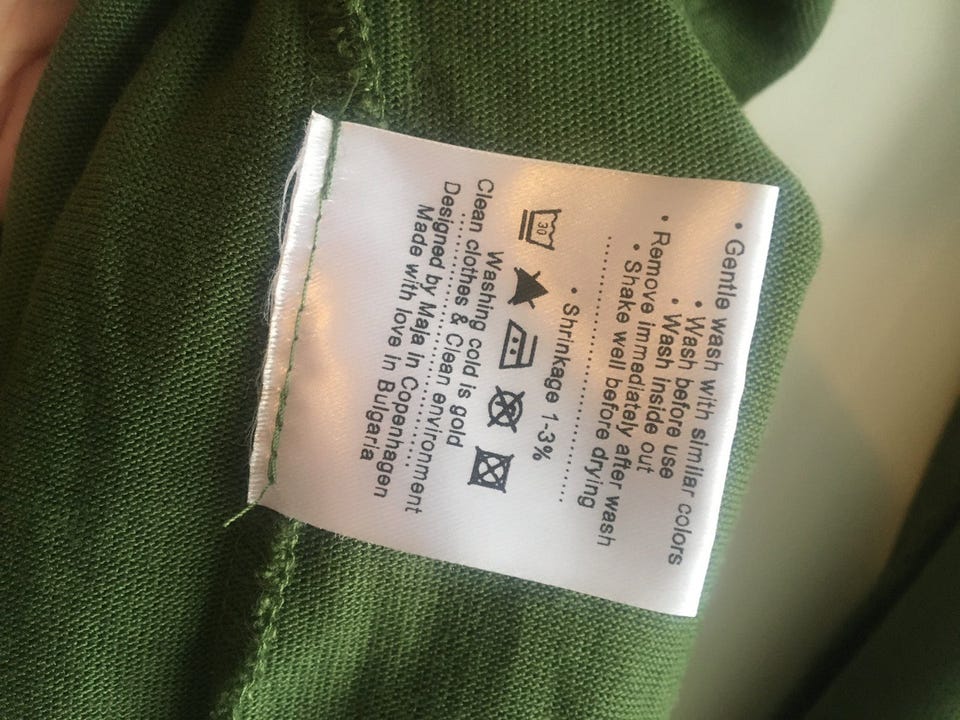 • Gentle wash with similar colors
• Wash before use
• Wash inside out
• Remove immediately after wash
• Shake well before drying
....................................
• Shrinkage 1-3%
30
Washing cold is gold
Clean clothes & Clean environment
....................................
Designed by Maja in Copenhagen
Made with love in Bulgaria